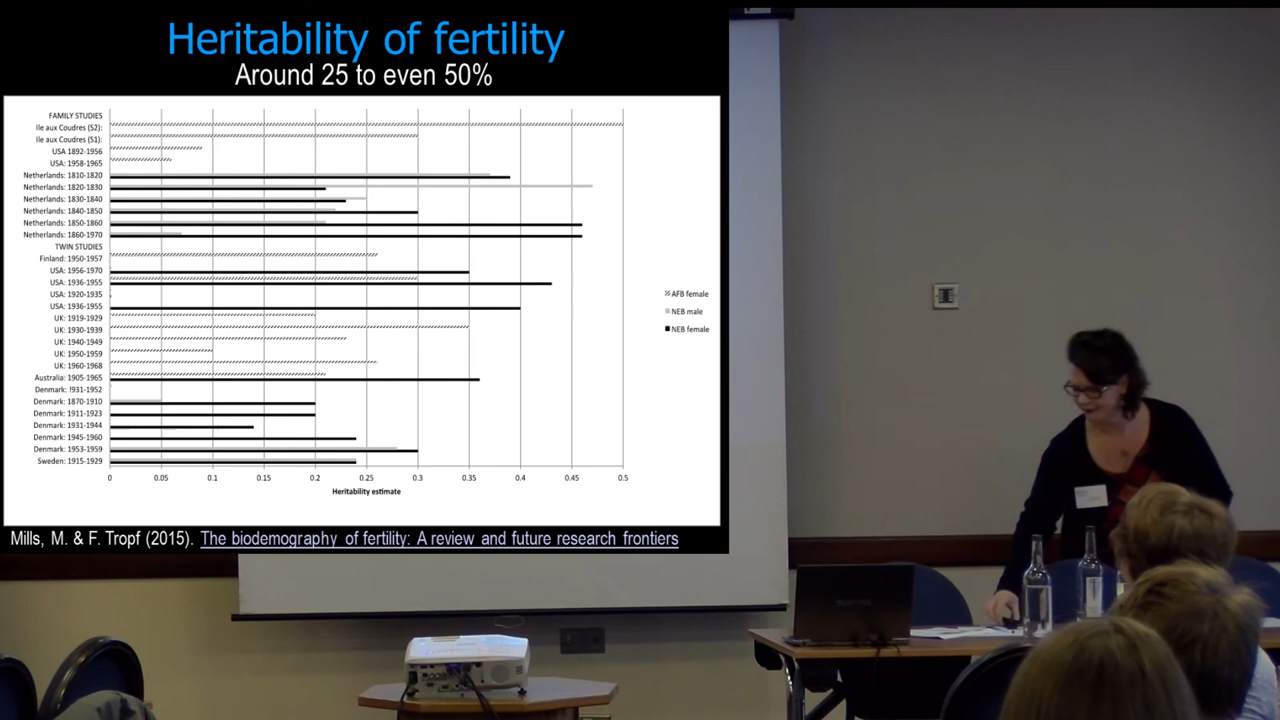 Heritability of fertility
Around 25 to even 50%
FAMILY STUDIES
Ile aux Coudres (S2):
Ile aux Coudres (S1):
USA 1892-1956
USA: 1958-1965
Netherlands: 1810-1820
Netherlands: 1820-1830
Netherlands: 1830-1840
Netherlands: 1840-1850
Netherlands: 1850-1860
Netherlands: 1860-1970
TWIN STUDIES
Finland: 1950-1957
USA: 1956-1970
USA: 1936-1955
USA: 1920-1935
USA: 1936-1955
UK: 1919-1929
UK: 1930-1939
UK: 1940-1949
UK: 1950-1959
UK: 1960-1968
Australia: 1905-1965
Denmark: !931-1952
Denmark: 1870-1910
Denmark: 1911-1923
Denmark: 1931-1944
Denmark: 1945-1960
Denmark: 1953-1959
Sweden: 1915-1929
0 0.05 0.1 0.15 0.2 0.25 0.3 0.35 0.4 0.45 0.5
Heritability estimate
AFB female
NEB male
NEB female
Mills, M. & F. Tropf (2015). The biodemography of fertility: A review and future research frontiers